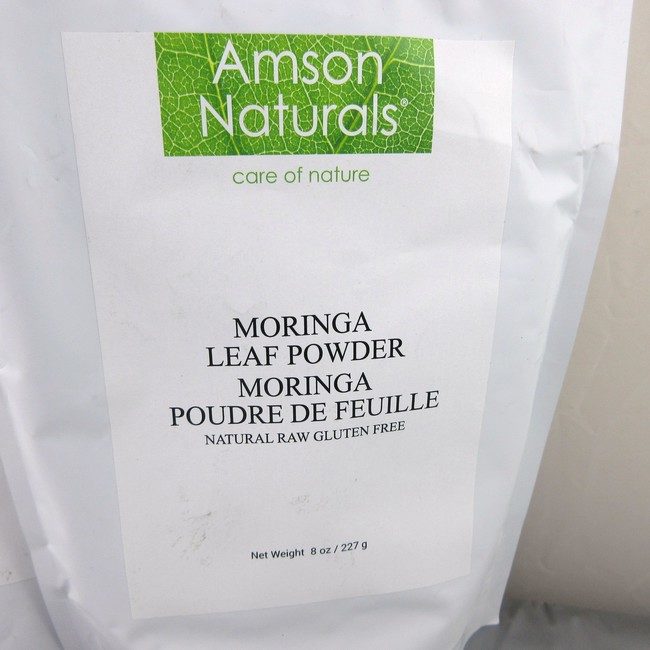 Amson
Naturals®
care of nature
MORINGA
LEAF POWDER
MORINGA
POUDRE DE FEUILLE
NATURAL RAW GLUTEN FREE
Net Weight 8 oz / 227 g